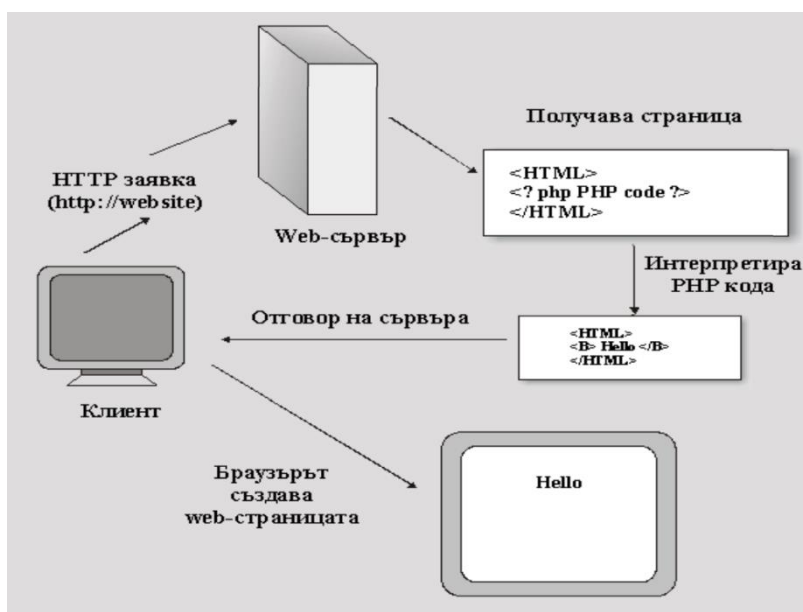 HTTP заявка
(http://website)
Web-сървър
Получава страница
<HTML>
<? php PHP code ?>
</HTML>
Интерпретира
PHP кода
<HTML>
<B> Hello </B>
</HTML>
Отговор на сървъра
Клиент
Браузърът
създава
web-страницата
Hello